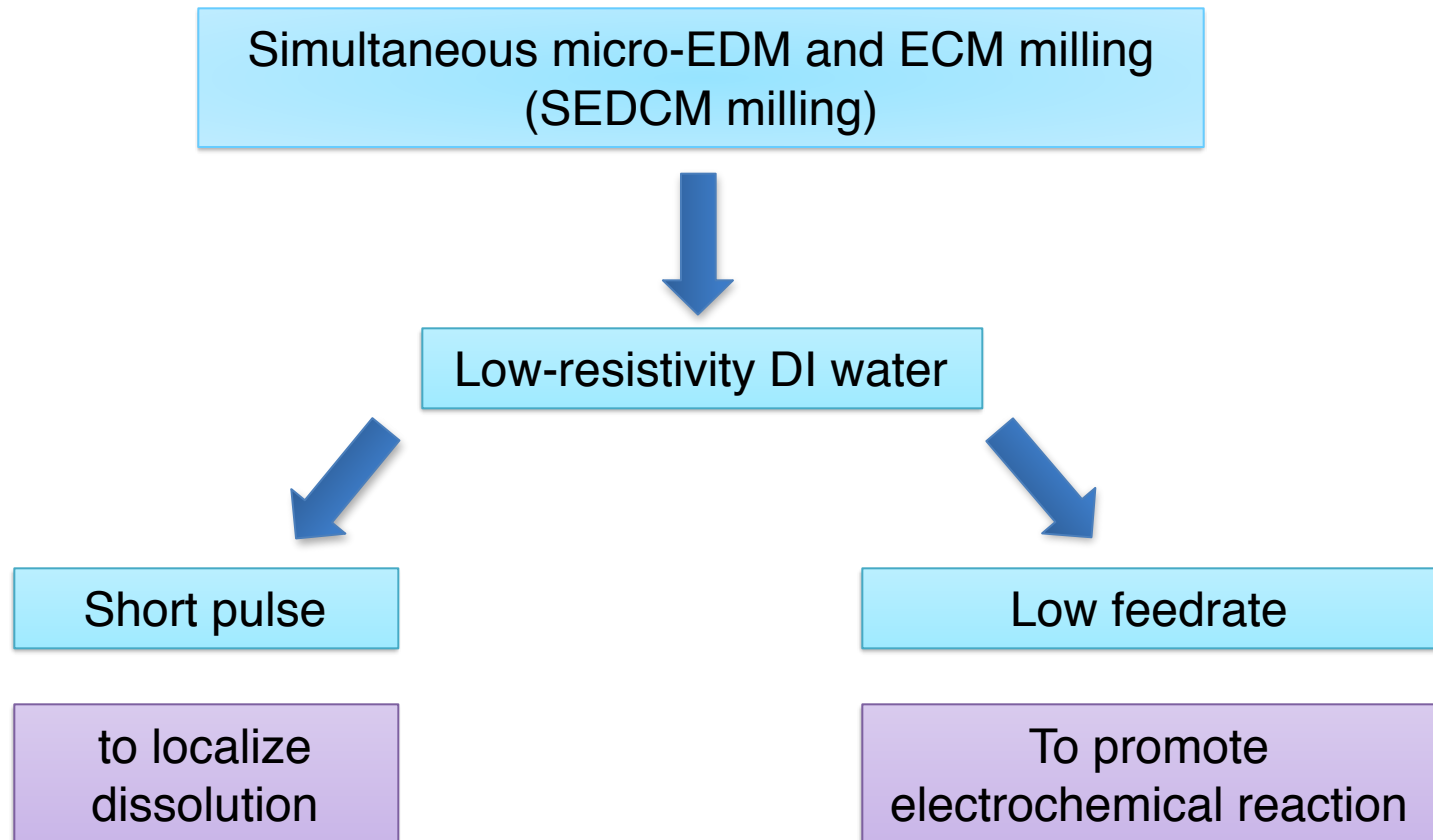 Simultaneous micro-EDM and ECM milling
(SEDCM milling)
Low-resistivity DI water
Short pulse
Low feedrate
to localize
dissolution
To promote
electrochemical reaction